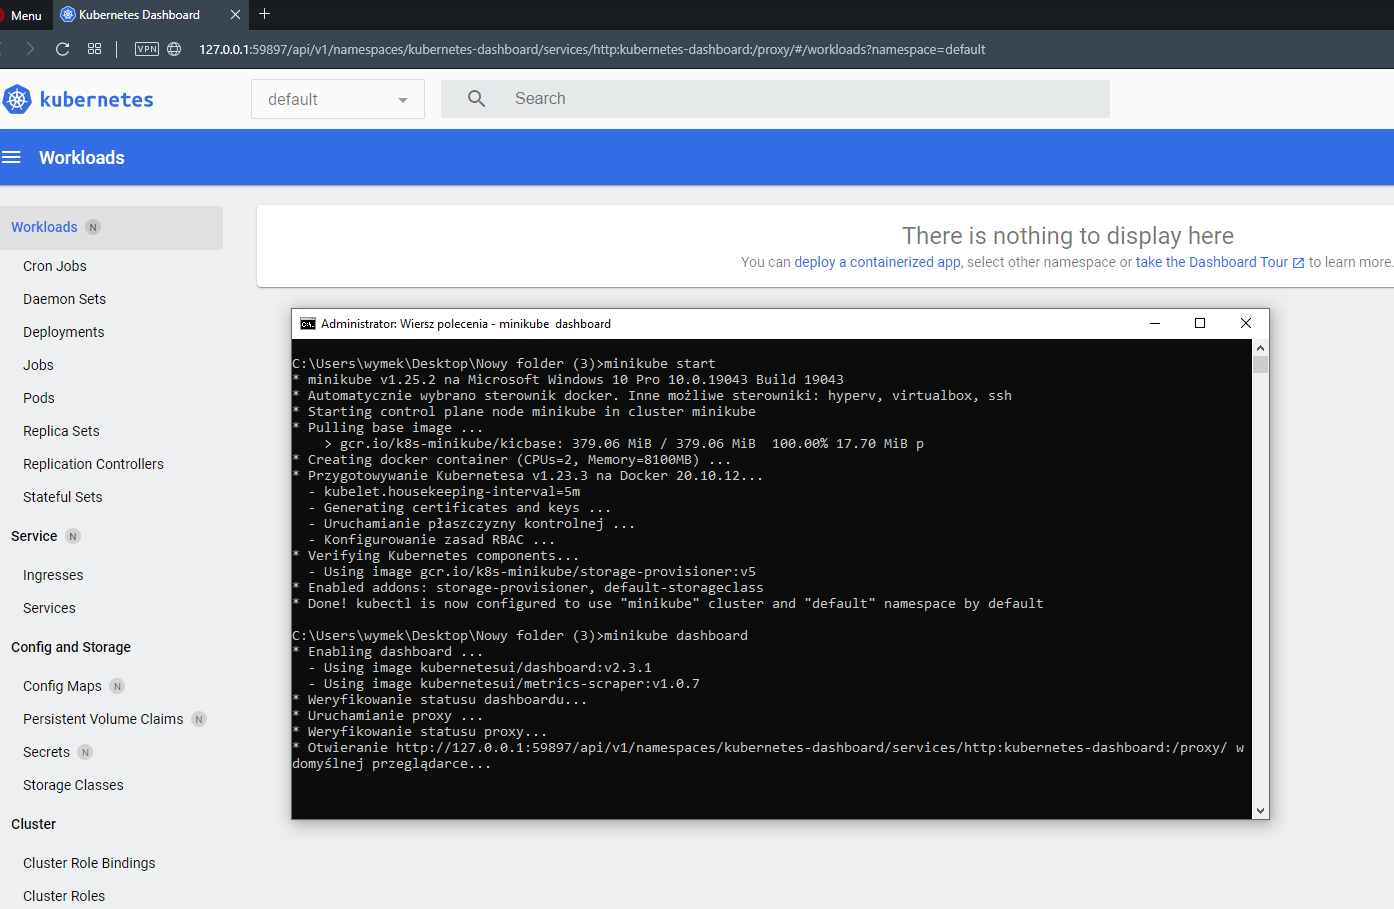 Menu
Kubernetes Dashboard
VPN
127.0.0.1:59897/api/v1/namespaces/kubernetes-dashboard/services/http:kubernetes-dashboard:/proxy/#/workloads?namespace=default
kubernetes
default
Search
Workloads
Workloads N
Cron Jobs
Daemon Sets
Deployments
Jobs
Pods
Replica Sets
Replication Controllers
Stateful Sets
Service N
Ingresses
Services
Config and Storage
Config Maps N
Persistent Volume Claims N
Secrets N
Storage Classes
Cluster
Cluster Role Bindings
Cluster Roles
There is nothing to display here
You can deploy a containerized app, select other namespace or take the Dashboard Tour to learn more.
Administrator: Wiersz polecenia - minikube  dashboard
C:\Users\wymek\Desktop\Nowy folder (3)>minikube start
* minikube v1.25.2 na Microsoft Windows 10 Pro 10.0.19043 Build 19043
* Automatycznie wybrano sterownik docker. Inne możliwe sterowniki: hyperv, virtualbox, ssh
* Starting control plane node minikube in cluster minikube
* Pulling base image ...
    > gcr.io/k8s-minikube/kicbase: 379.06 MiB / 379.06 MiB  100.00% 17.70 MiB p
* Creating docker container (CPUs=2, Memory=8100MB) ...
* Przygotowywanie Kubernetesa v1.23.3 na Docker 20.10.12...
  - kubelet.housekeeping-interval=5m
  - Generating certificates and keys ...
  - Uruchamianie płaszczyzny kontrolnej ...
  - Konfigurowanie zasad RBAC ...
* Verifying Kubernetes components...
  - Using image gcr.io/k8s-minikube/storage-provisioner:v5
* Enabled addons: storage-provisioner, default-storageclass
* Done! kubectl is now configured to use "minikube" cluster and "default" namespace by default
C:\Users\wymek\Desktop\Nowy folder (3)>minikube dashboard
* Enabling dashboard ...
  - Using image kubernetesui/dashboard:v2.3.1
  - Using image kubernetesui/metrics-scraper:v1.0.7
* Weryfikowanie statusu dashboardu...
* Uruchamianie proxy ...
* Weryfikowanie statusu proxy...
* Otwieranie http://127.0.0.1:59897/api/v1/namespaces/kubernetes-dashboard/services/http:kubernetes-dashboard:/proxy/ w
domyślnej przeglądarce...